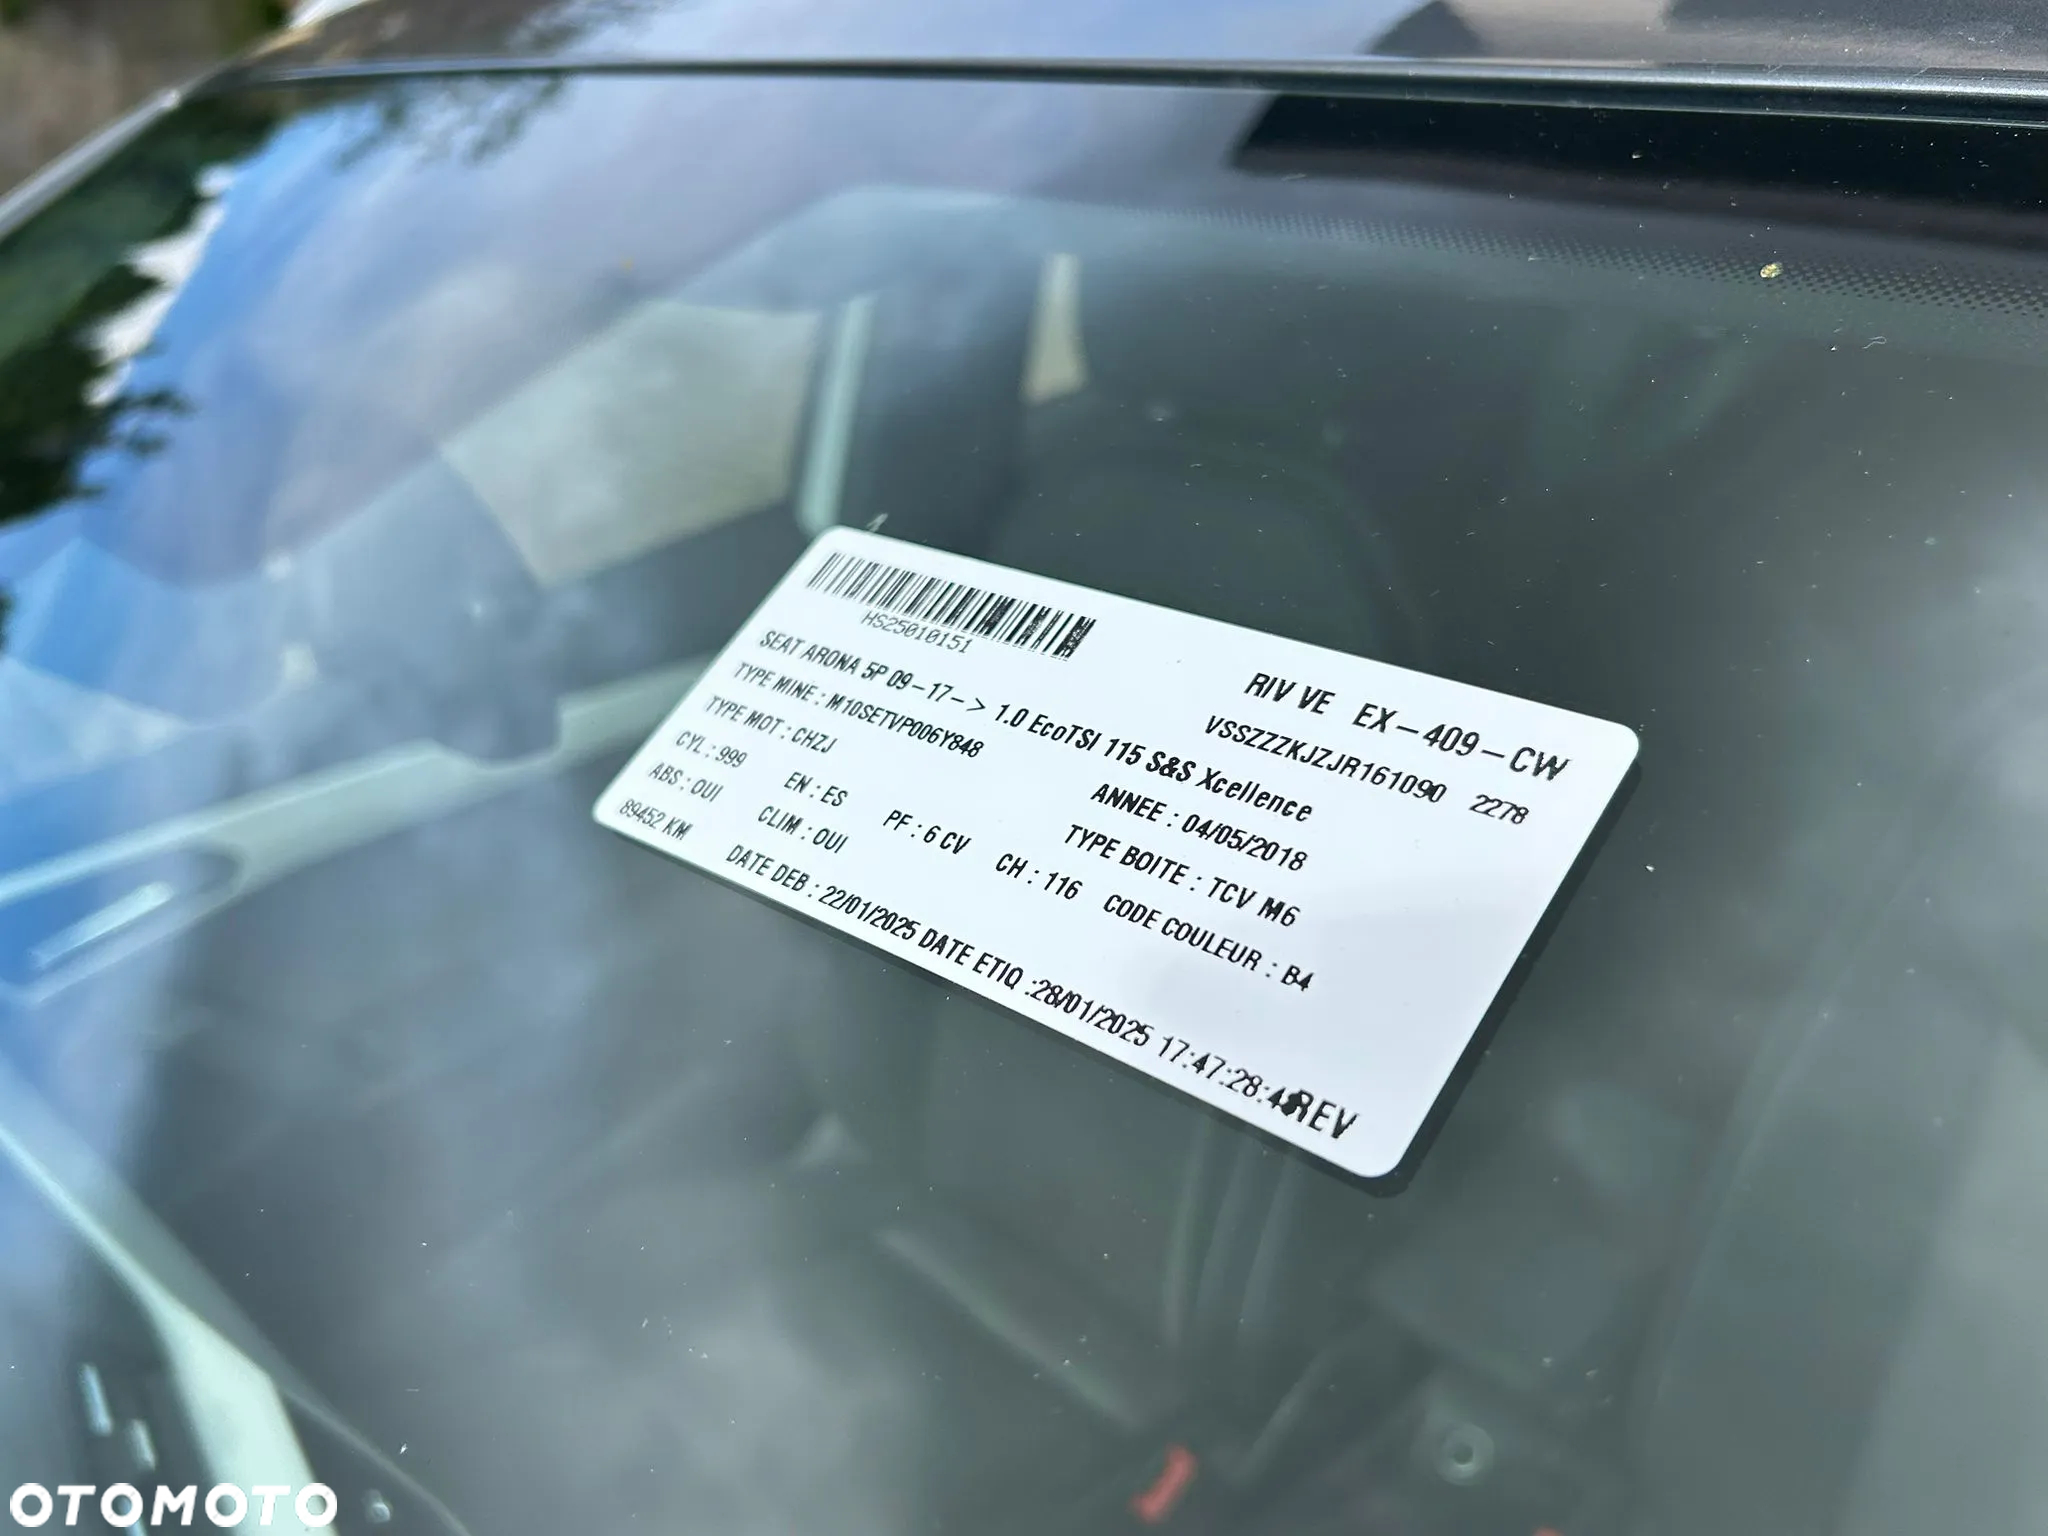 HS25010151
RIV VE EX-409-CW
VSSZZZKJZJR161090 2278
SEAT ARONA 5P 09-17-> 1.0 EcoTSI 115 S&S Xcellence
TYPE MINE : M10SETVP006Y848 ANNEE : 04/05/2018
TYPE MOT : CHZJ TYPE BOITE : TCV M6
CYL : 999 EN : ES PF : 6 CV CH : 116 CODE COULEUR : B4
ABS : OUI CLIM : OUI
89452 KM DATE DEB : 22/01/2025 DATE ETIQ :28/01/2025 17:47:28:4 REV
OTOMOTO